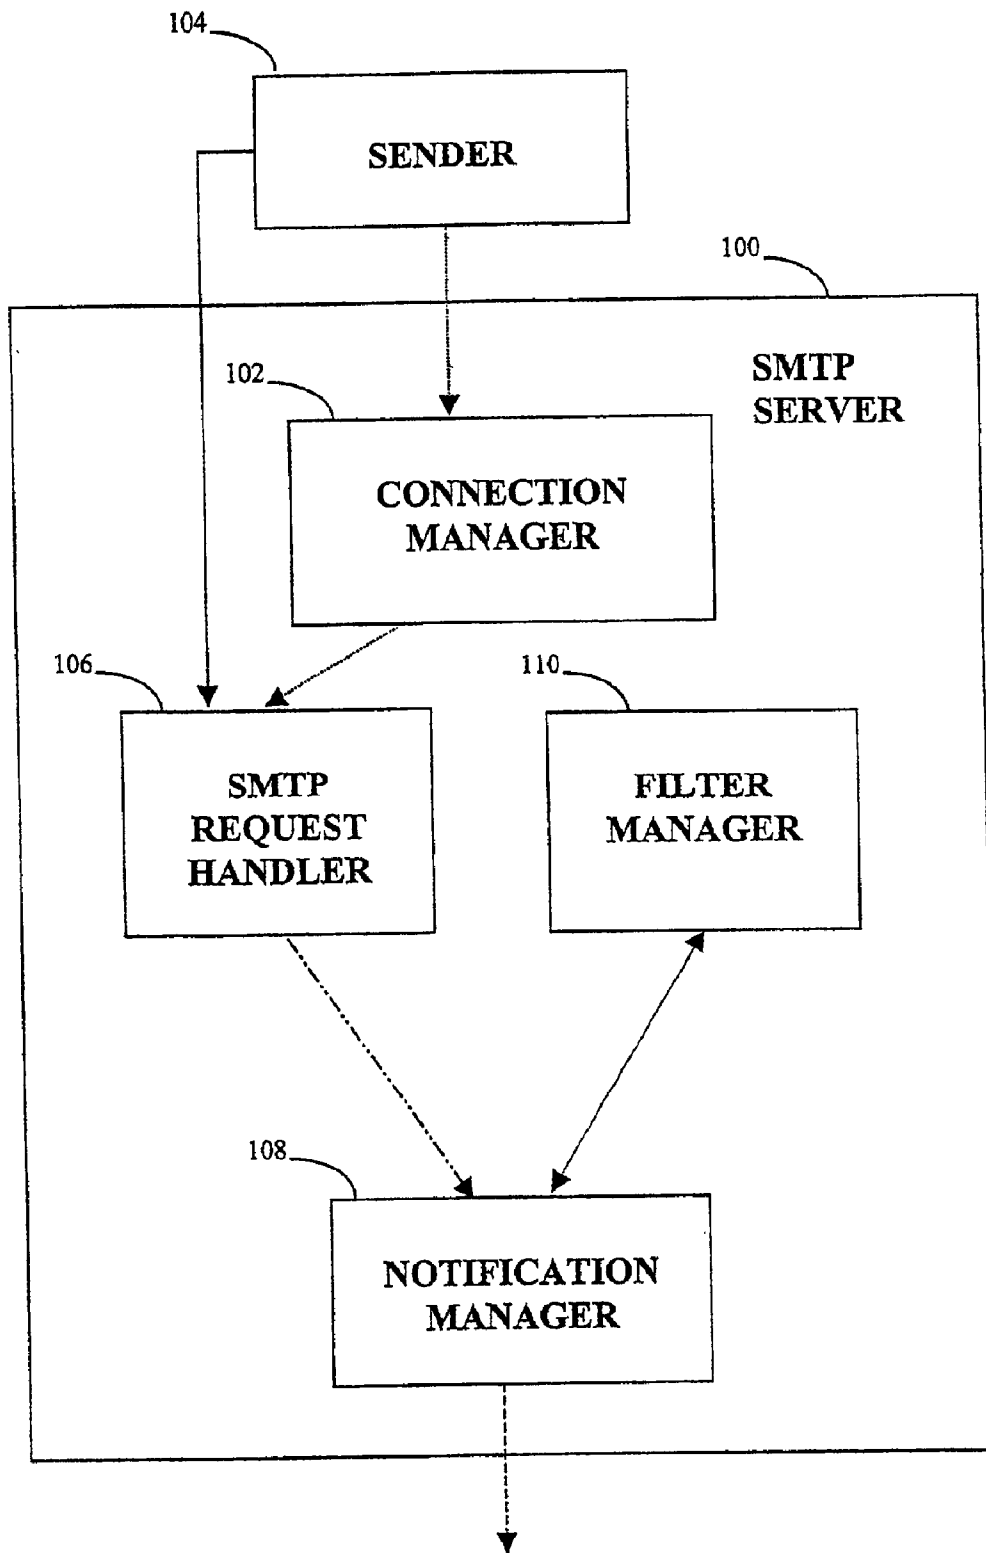 104
SENDER
100
SMTP
SERVER
102
CONNECTION
MANAGER
106
SMTP
REQUEST
HANDLER
110
FILTER
MANAGER
108
NOTIFICATION
MANAGER